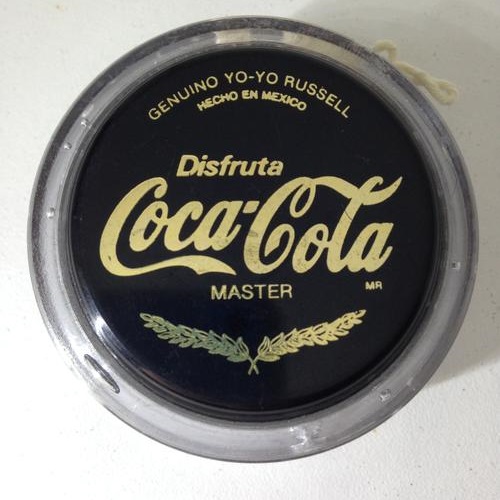 GENUINO YO-YO RUSSELL
HECHO EN MEXICO
Disfruta
Coca-Cola
MASTER
MR